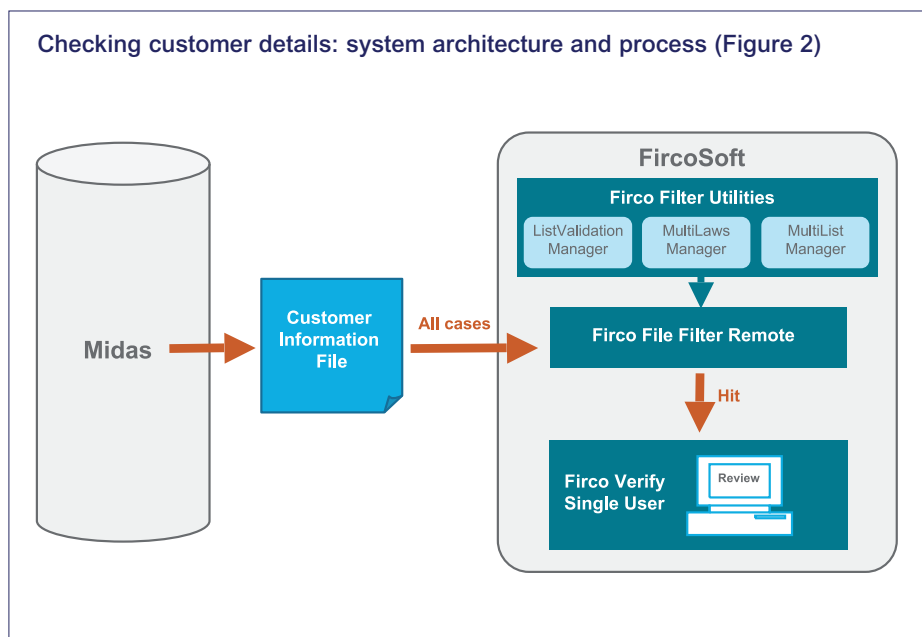 Checking customer details: system architecture and process (Figure 2)
FircoSoft
Firco Filter Utilities
ListValidation
Manager
MultiLaws
Manager
MultiList
Manager
Midas
Customer
Information
File
All cases
Firco File Filter Remote
Hit
Firco Verify
Single User
Review